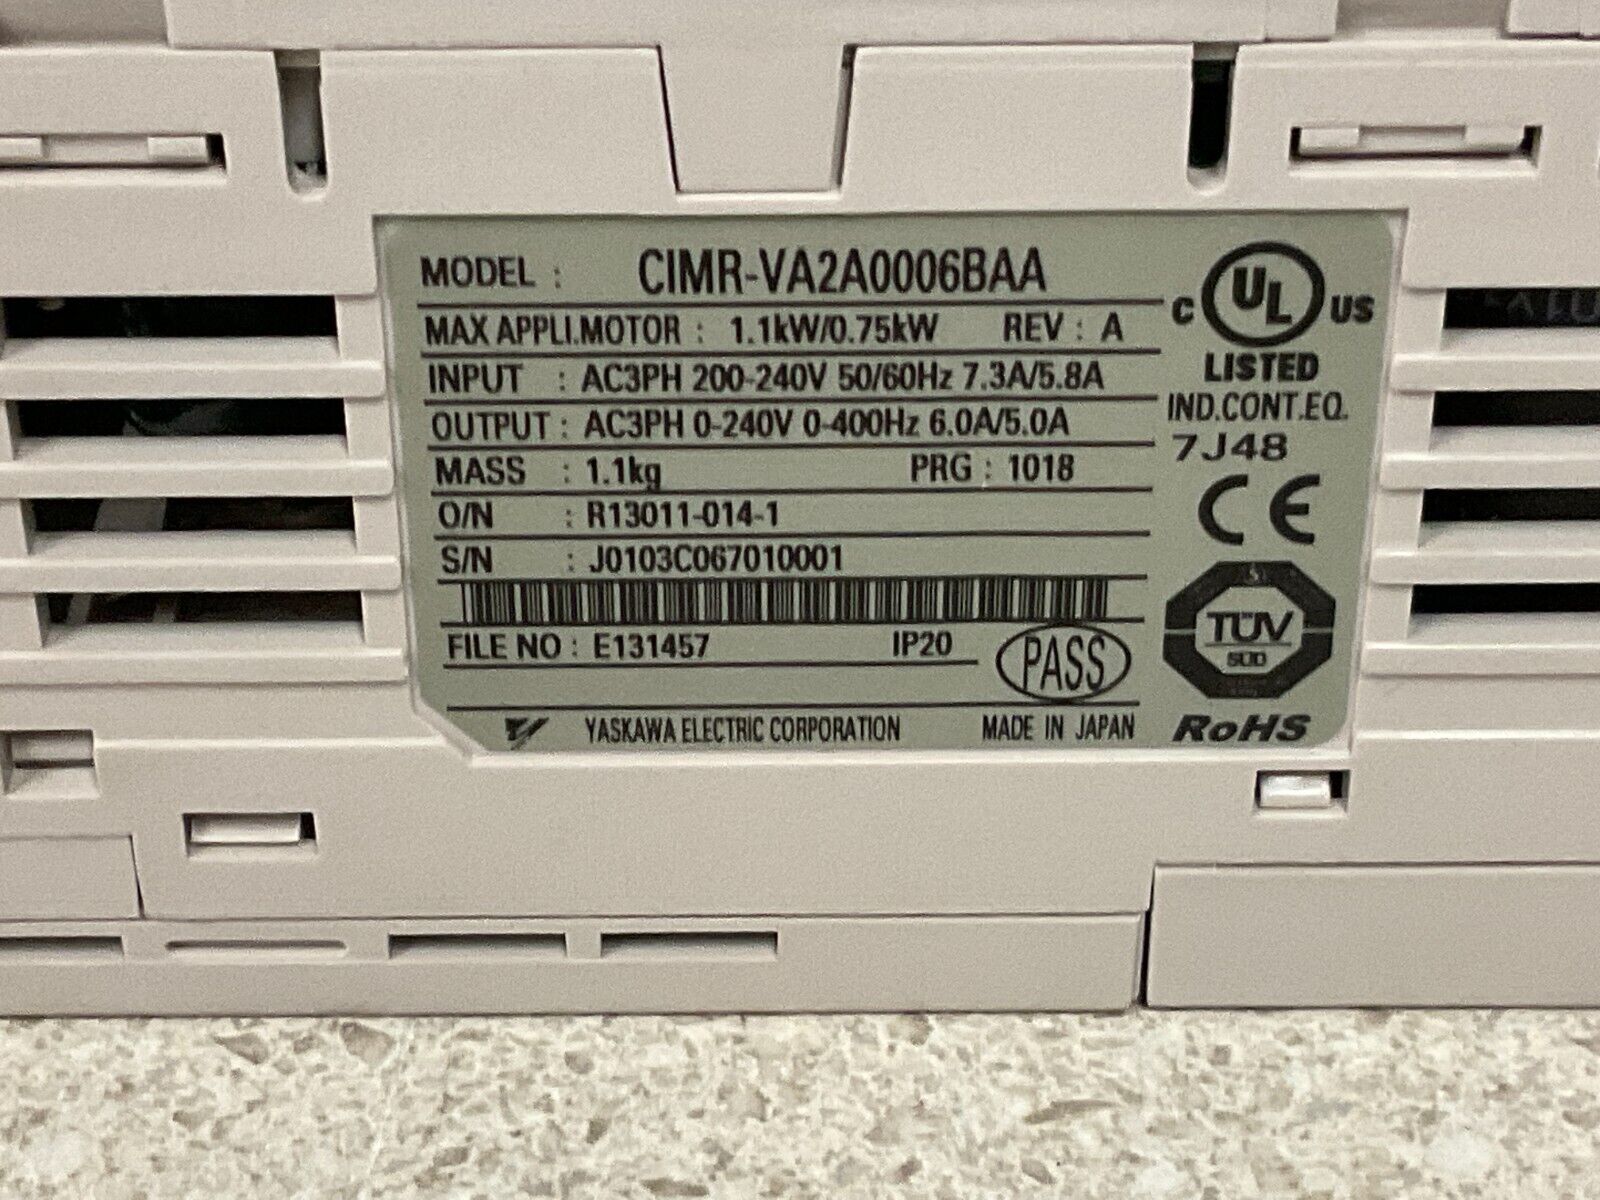 MODEL : CIMR-VA2A0006BAA
MAX APPLI.MOTOR : 1.1kW/0.75kW REV : A
INPUT : AC3PH 200-240V 50/60Hz 7.3A/5.8A
OUTPUT : AC3PH 0-240V 0-400Hz 6.0A/5.0A
MASS : 1.1kg PRG : 1018
O/N : R13011-014-1
S/N : J0103C067010001
FILE NO : E131457 IP20
PASS
YASKAWA ELECTRIC CORPORATION MADE IN JAPAN
C UL US
LISTED
IND.CONT.EQ.
7J48
CE
TÜV
SÜD
RoHS